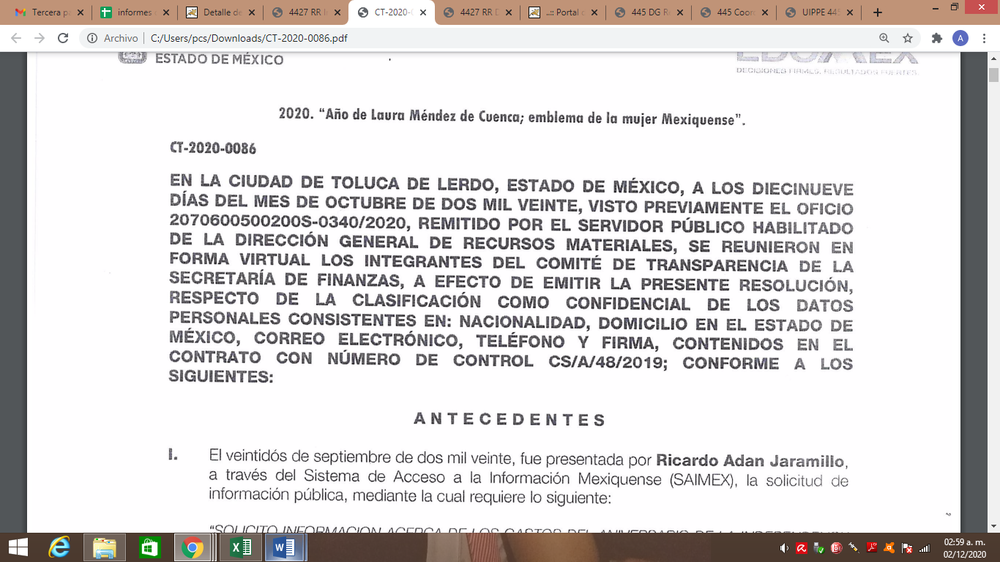 Tercera pa
informes
Detalle de
4427 RR I
CT-2020-0
4427 RR D
..:: Portal
445 DG R
445 Coor
UIPPE 44
Archivo
C:/Users/pcs/Downloads/CT-2020-0086.pdf
A
ESTADO DE MÉXICO
EDOMÉX
DECISIONES FIRMES, RESULTADOS FUERTES.
2020. “Año de Laura Méndez de Cuenca; emblema de la mujer Mexiquense”.
CT-2020-0086
EN LA CIUDAD DE TOLUCA DE LERDO, ESTADO DE MÉXICO, A LOS DIECINUEVE
DÍAS DEL MES DE OCTUBRE DE DOS MIL VEINTE, VISTO PREVIAMENTE EL OFICIO
2070600500200S-0340/2020, REMITIDO POR EL SERVIDOR PÚBLICO HABILITADO
DE LA DIRECCIÓN GENERAL DE RECURSOS MATERIALES, SE REUNIERON EN
FORMA VIRTUAL LOS INTEGRANTES DEL COMITÉ DE TRANSPARENCIA DE LA
SECRETARÍA DE FINANZAS, A EFECTO DE EMITIR LA PRESENTE RESOLUCIÓN,
RESPECTO DE LA CLASIFICACIÓN COMO CONFIDENCIAL DE LOS DATOS
PERSONALES CONSISTENTES EN: NACIONALIDAD, DOMICILIO EN EL ESTADO DE
MÉXICO, CORREO ELECTRÓNICO, TELÉFONO Y FIRMA, CONTENIDOS EN EL
CONTRATO CON NÚMERO DE CONTROL CS/A/48/2019; CONFORME A LOS
SIGUIENTES:
A N T E C E D E N T E S
I. El veintidós de septiembre de dos mil veinte, fue presentada por Ricardo Adan Jaramillo,
a través del Sistema de Acceso a la Información Mexiquense (SAIMEX), la solicitud de
información pública, mediante la cual requiere lo siguiente:
“SOLICITO INFORMACION ACERCA DE LOS GASTOS DEL ANIVERSARIO DE LA INDEPENDENCIA
02:59 a. m.
02/12/2020